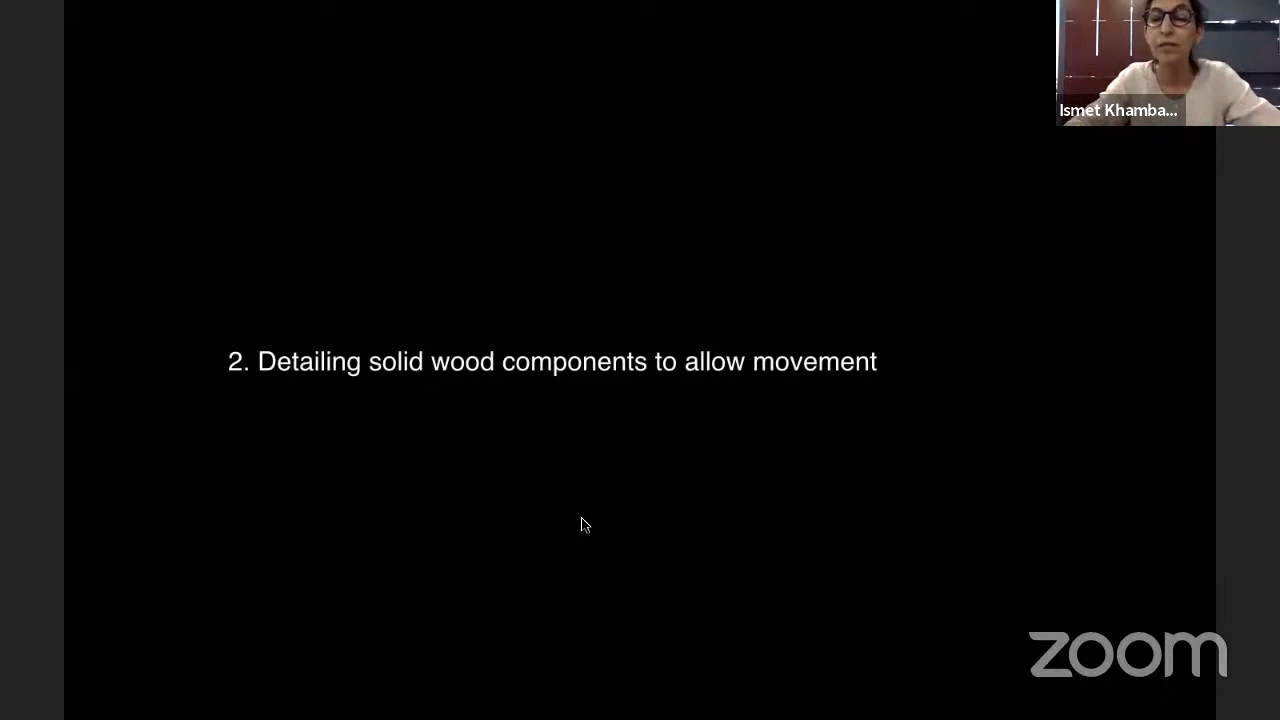 Ismet Khamba...
2. Detailing solid wood components to allow movement
zoom